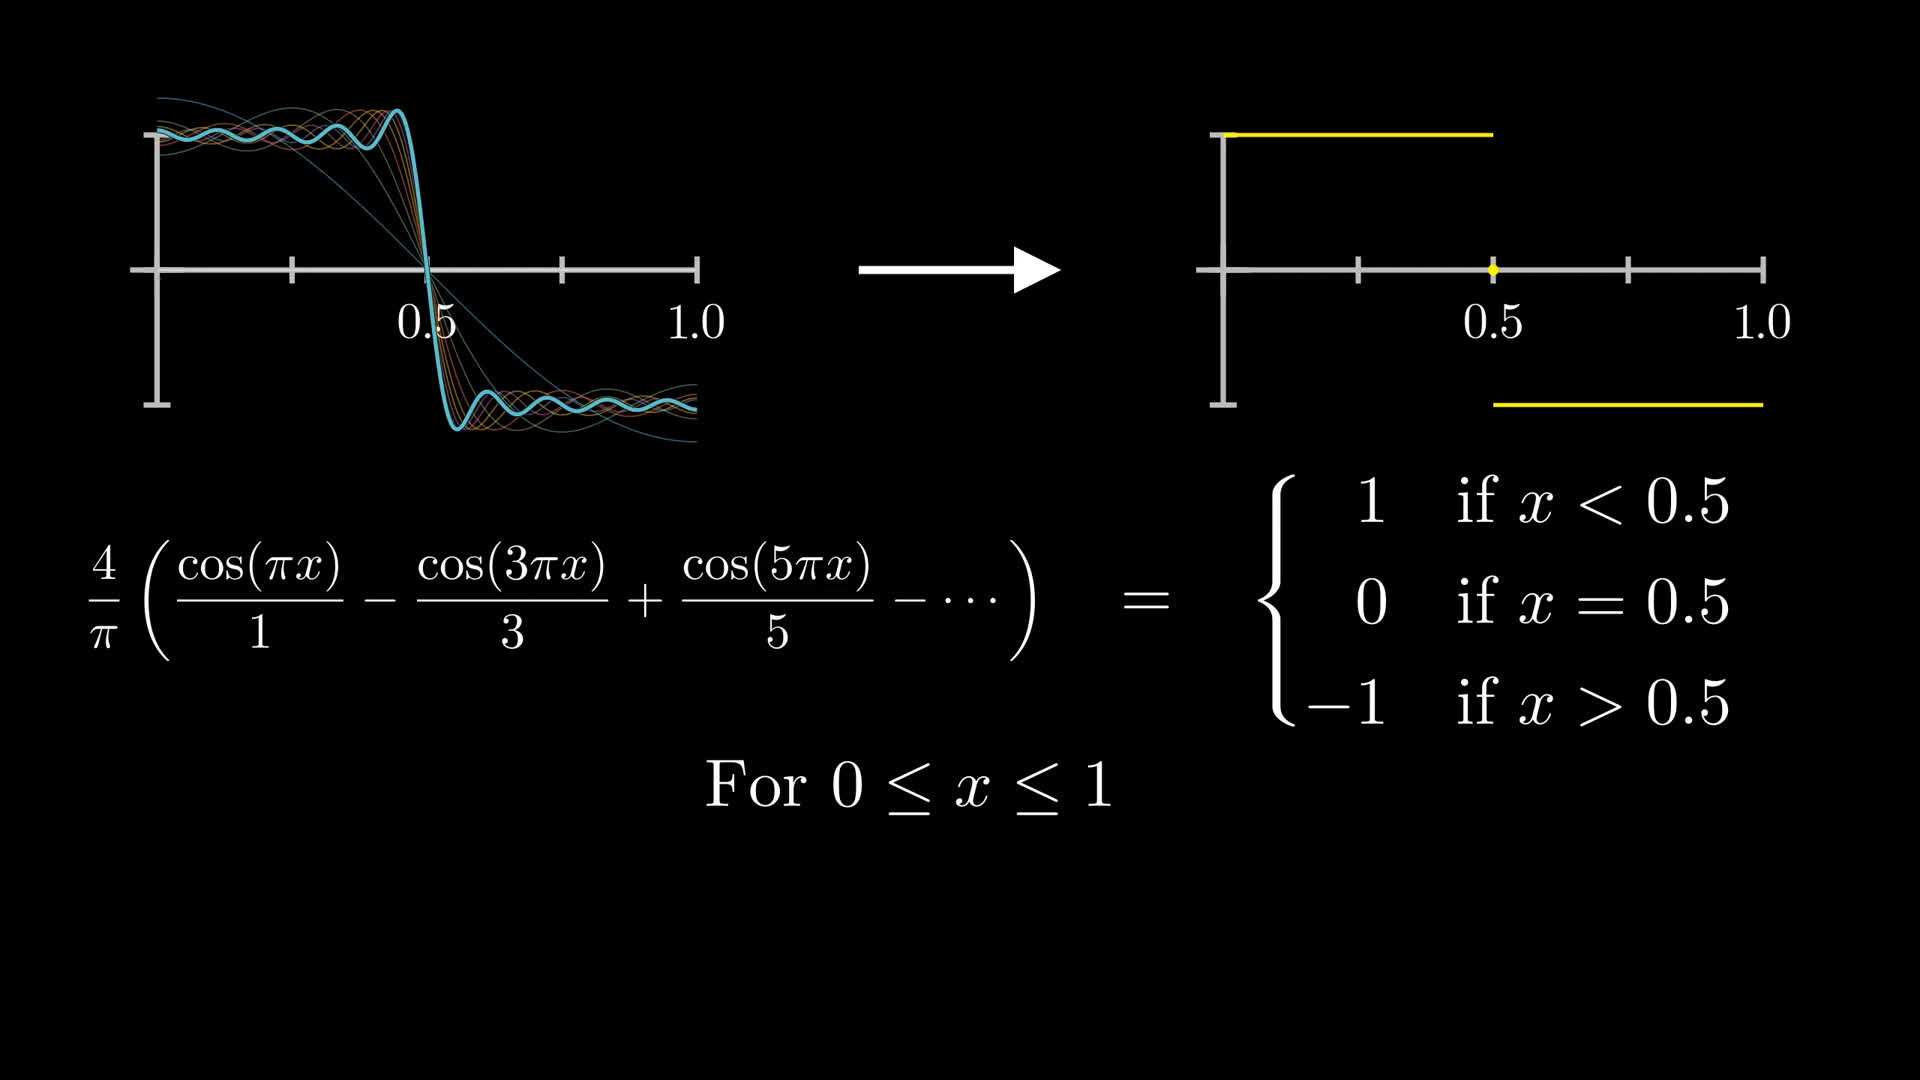 0.5 1.0
0.5 1.0
4/π ( cos(πx)/1 − cos(3πx)/3 + cos(5πx)/5 − ⋯ ) = {
1 if x < 0.5
0 if x = 0.5
−1 if x > 0.5
For 0 ≤ x ≤ 1